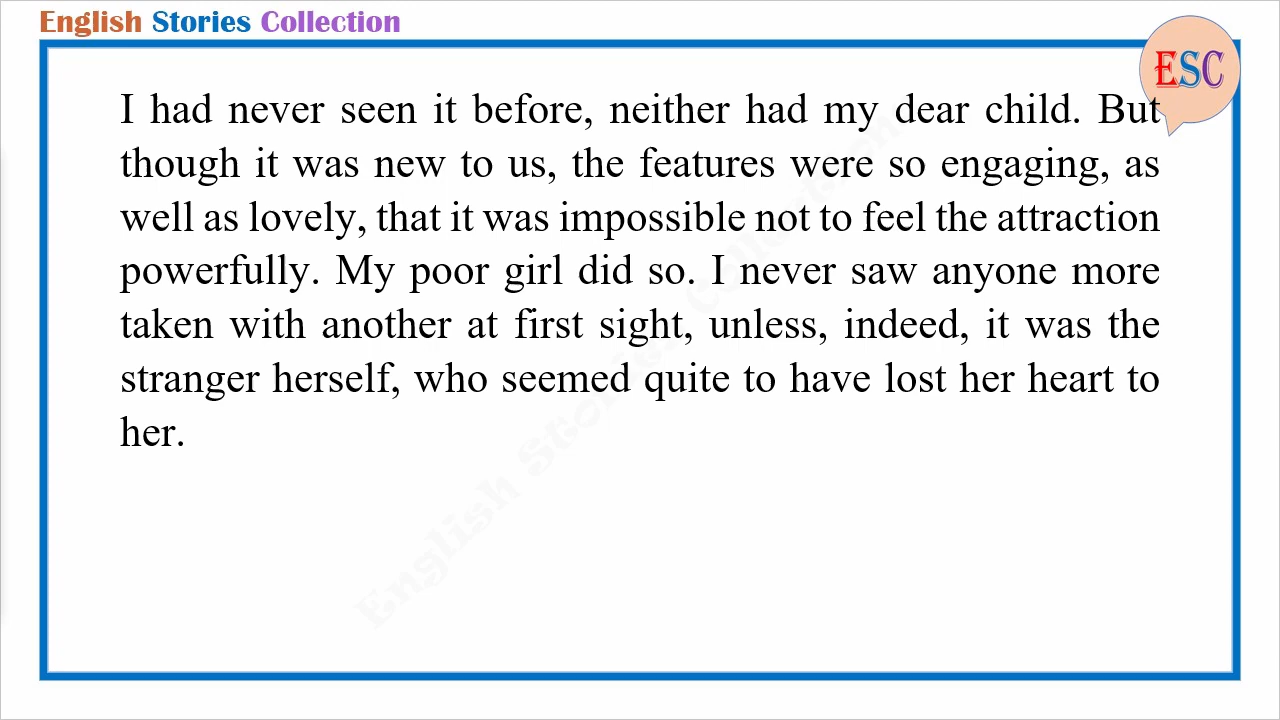 English Stories Collection
ESC
I had never seen it before, neither had my dear child. But
though it was new to us, the features were so engaging, as
well as lovely, that it was impossible not to feel the attraction
powerfully. My poor girl did so. I never saw anyone more
taken with another at first sight, unless, indeed, it was the
stranger herself, who seemed quite to have lost her heart to
her.
English Stories Collection